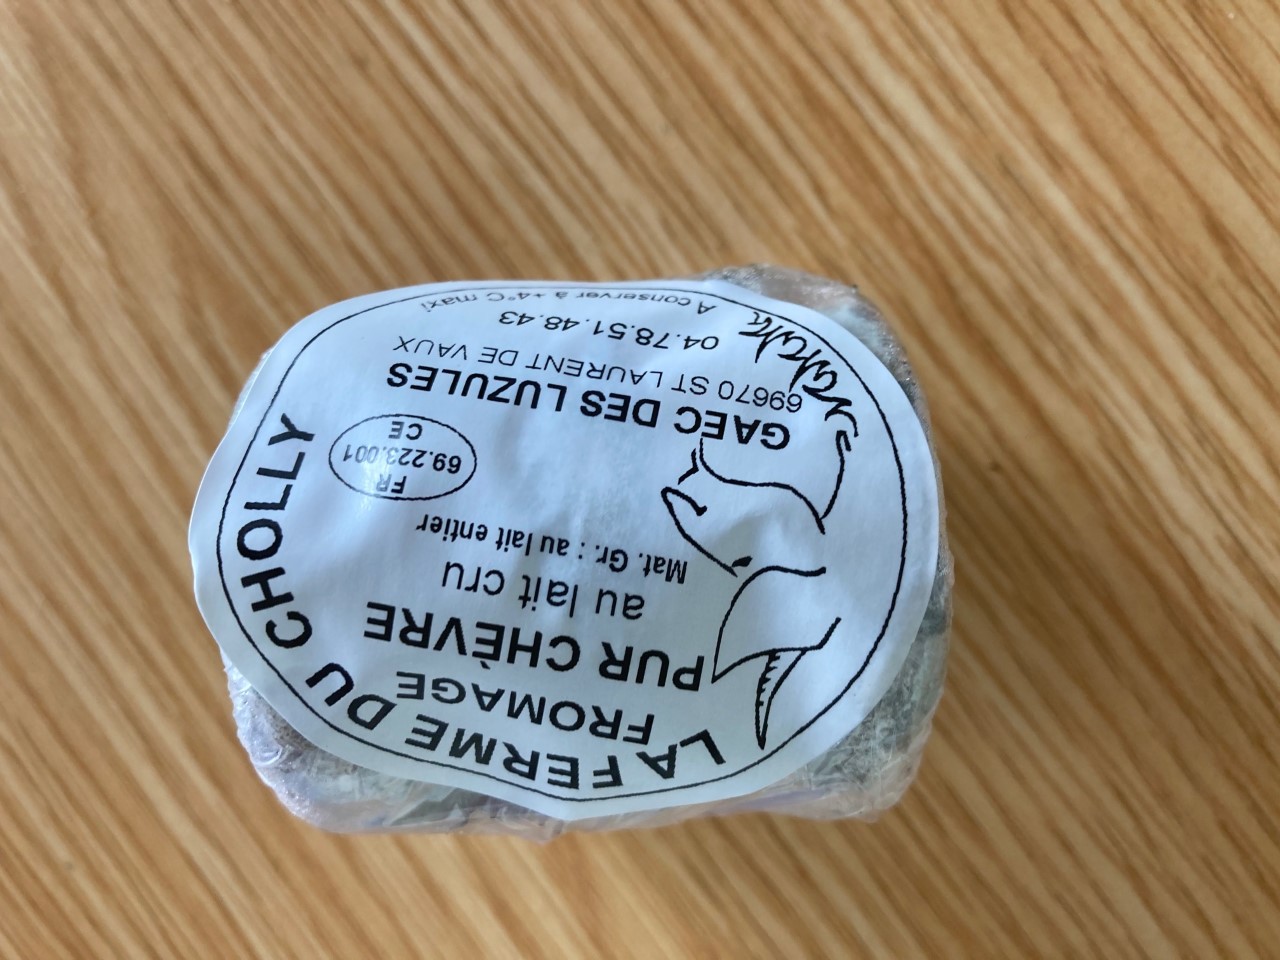 LA FERME DU CHOLLY
FROMAGE
PUR CHÈVRE
au lait cru
Mat. Gr. : au lait entier
FR
69.223.001
CE
GAEC DES LUZULES
69670 ST LAURENT DE VAUX
04.78.51.48.43
A conserver à +4°C maxi